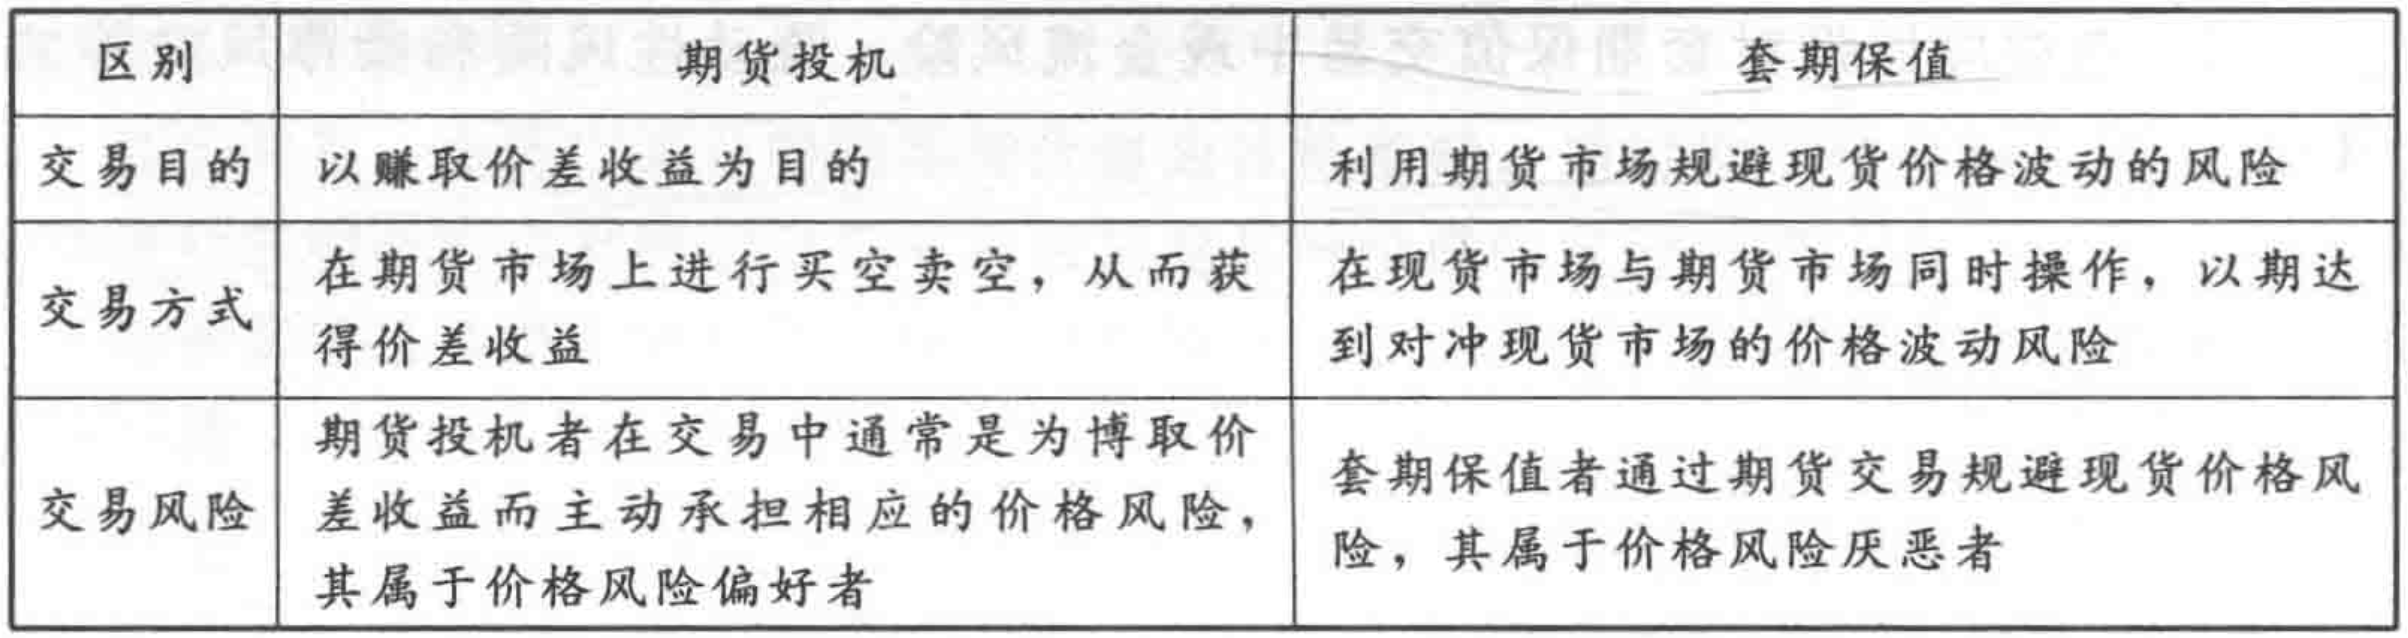 区别 期货投机 套期保值
交易目的 以赚取价差收益为目的 利用期货市场规避现货价格波动的风险
交易方式
在期货市场上进行买空卖空，从而获
得价差收益
在现货市场与期货市场同时操作，以期达
到对冲现货市场的价格波动风险
交易风险
期货投机者在交易中通常是为博取价
差收益而主动承担相应的价格风险，
其属于价格风险偏好者
套期保值者通过期货交易规避现货价格风
险，其属于价格风险厌恶者